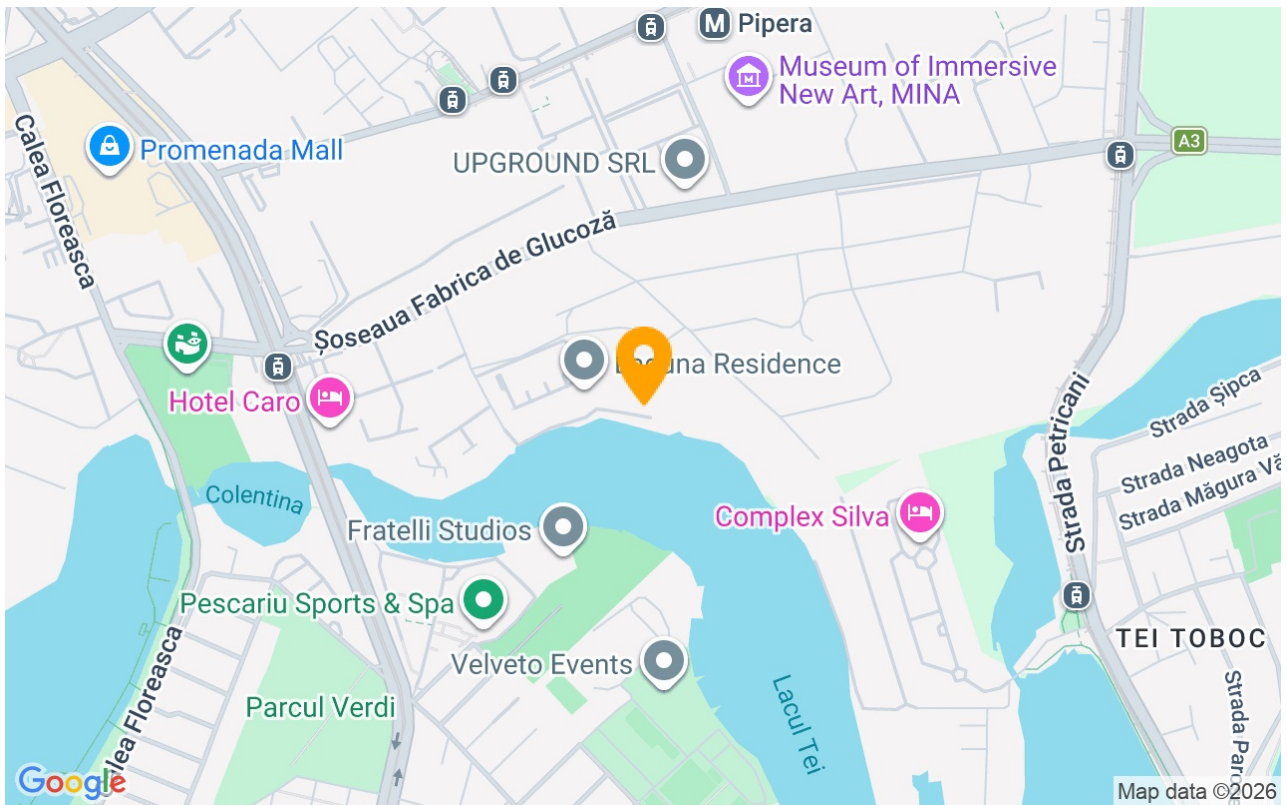 Pipera
Museum of Immersive
New Art, MINA
A3
Calea Floreasca
Promenada Mall
UPGROUND SRL
Șoseaua Fabrica de Glucoză
Laguna Residence
Hotel Caro
Strada Petricani
Strada Șipca
Strada Neagota
Strada Măgura
Colentina
Fratelli Studios
Complex Silva
Pescariu Sports & Spa
TEI TOBOC
Velveto Events
Calea Floreasca
Parcul Verdi
Lacul Tei
Strada
Google
Map data ©2026